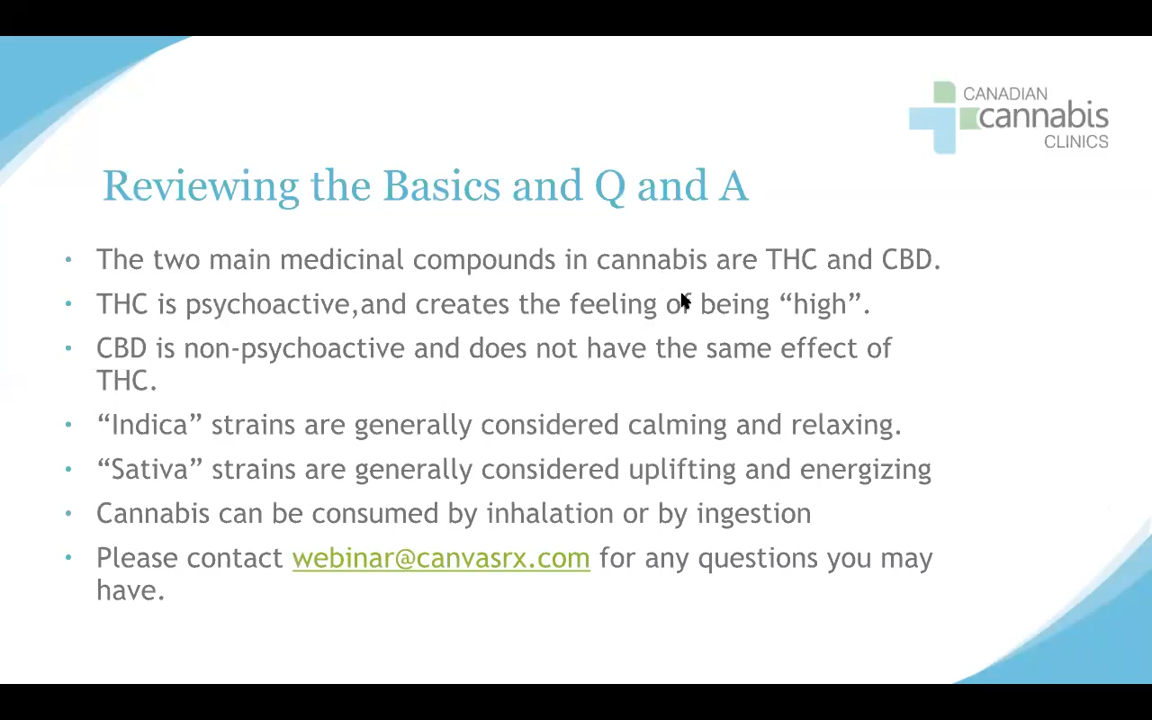 CANADIAN
cannabis
CLINICS
Reviewing the Basics and Q and A
• The two main medicinal compounds in cannabis are THC and CBD.
• THC is psychoactive,and creates the feeling of being “high”.
• CBD is non-psychoactive and does not have the same effect of
THC.
• “Indica” strains are generally considered calming and relaxing.
• “Sativa” strains are generally considered uplifting and energizing
• Cannabis can be consumed by inhalation or by ingestion
• Please contact webinar@canvasrx.com for any questions you may
have.